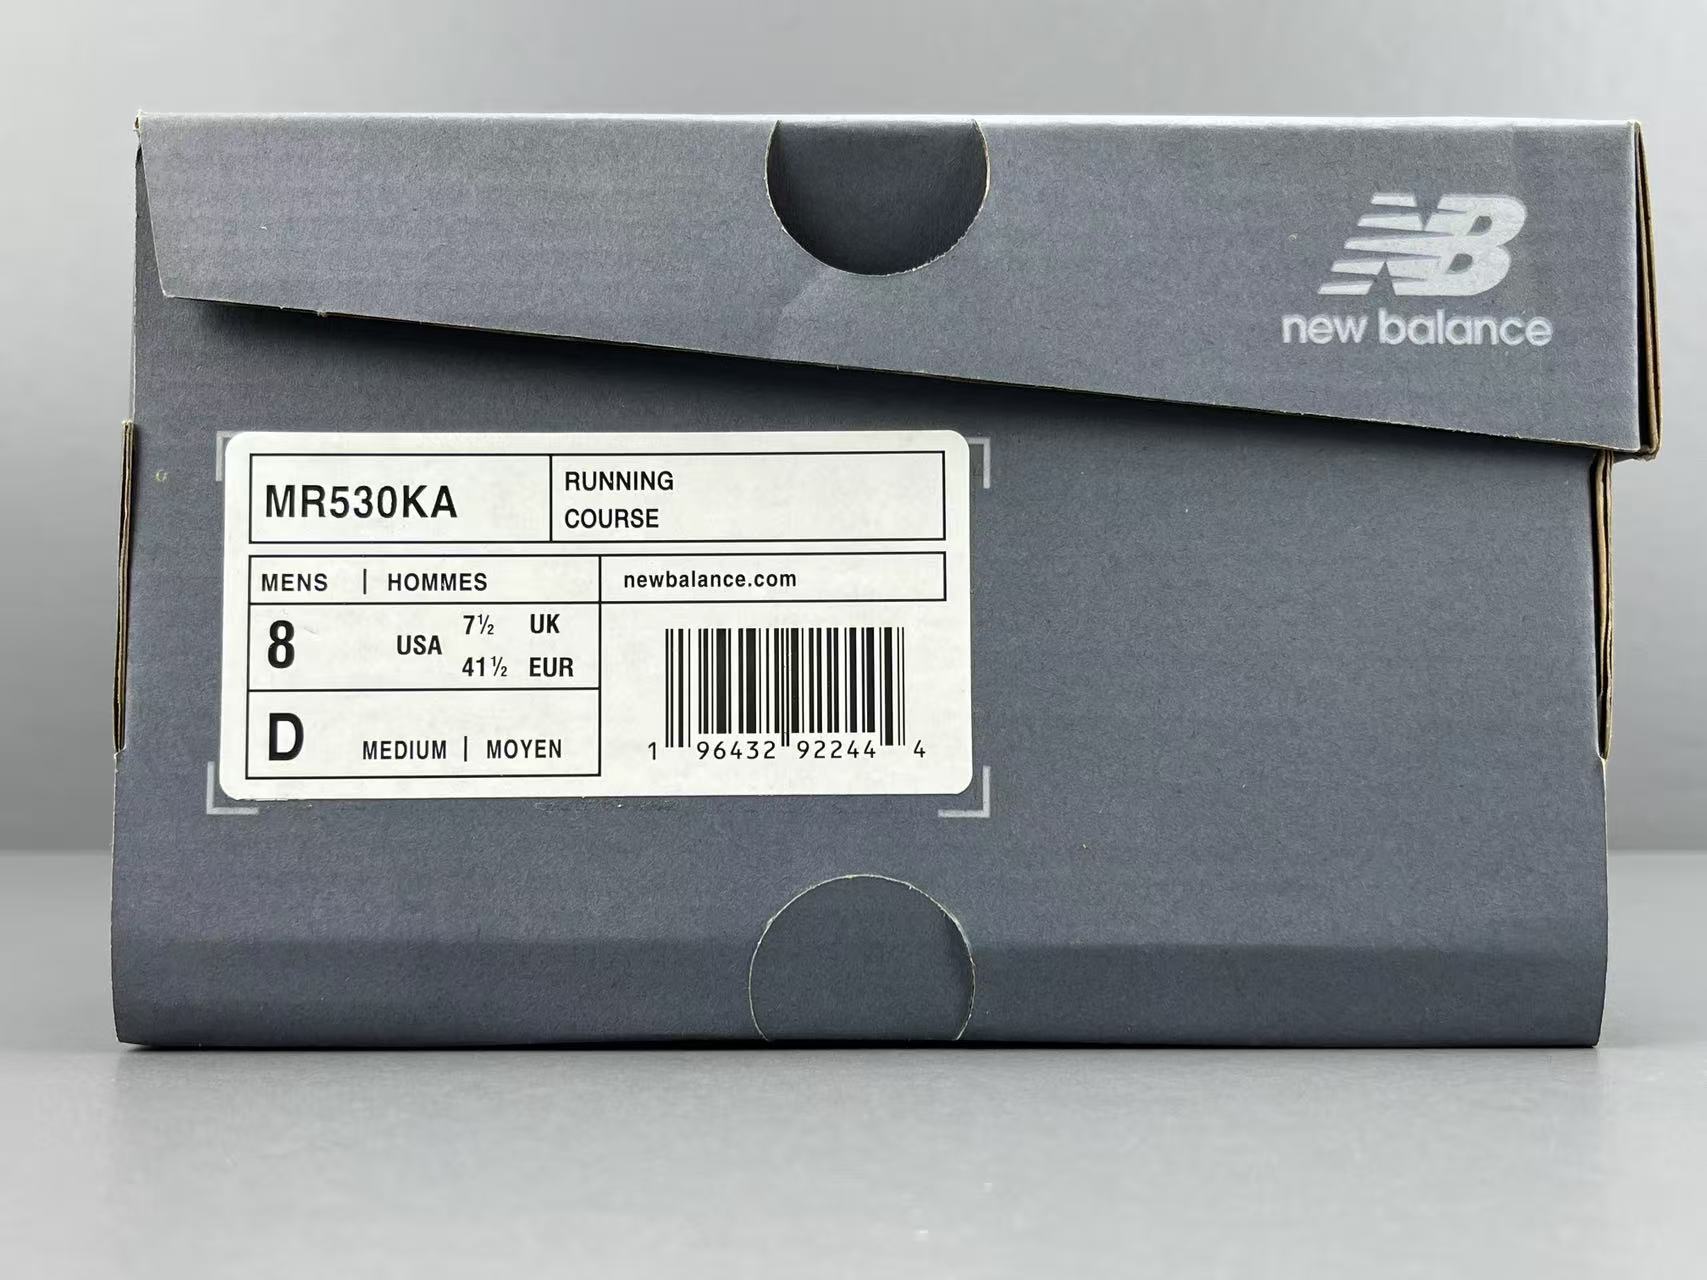 NB
new balance
MR530KA
RUNNING
COURSE
MENS | HOMMES
newbalance.com
8 USA 7½ UK
41½ EUR
D MEDIUM | MOYEN
1 96432 92244 4